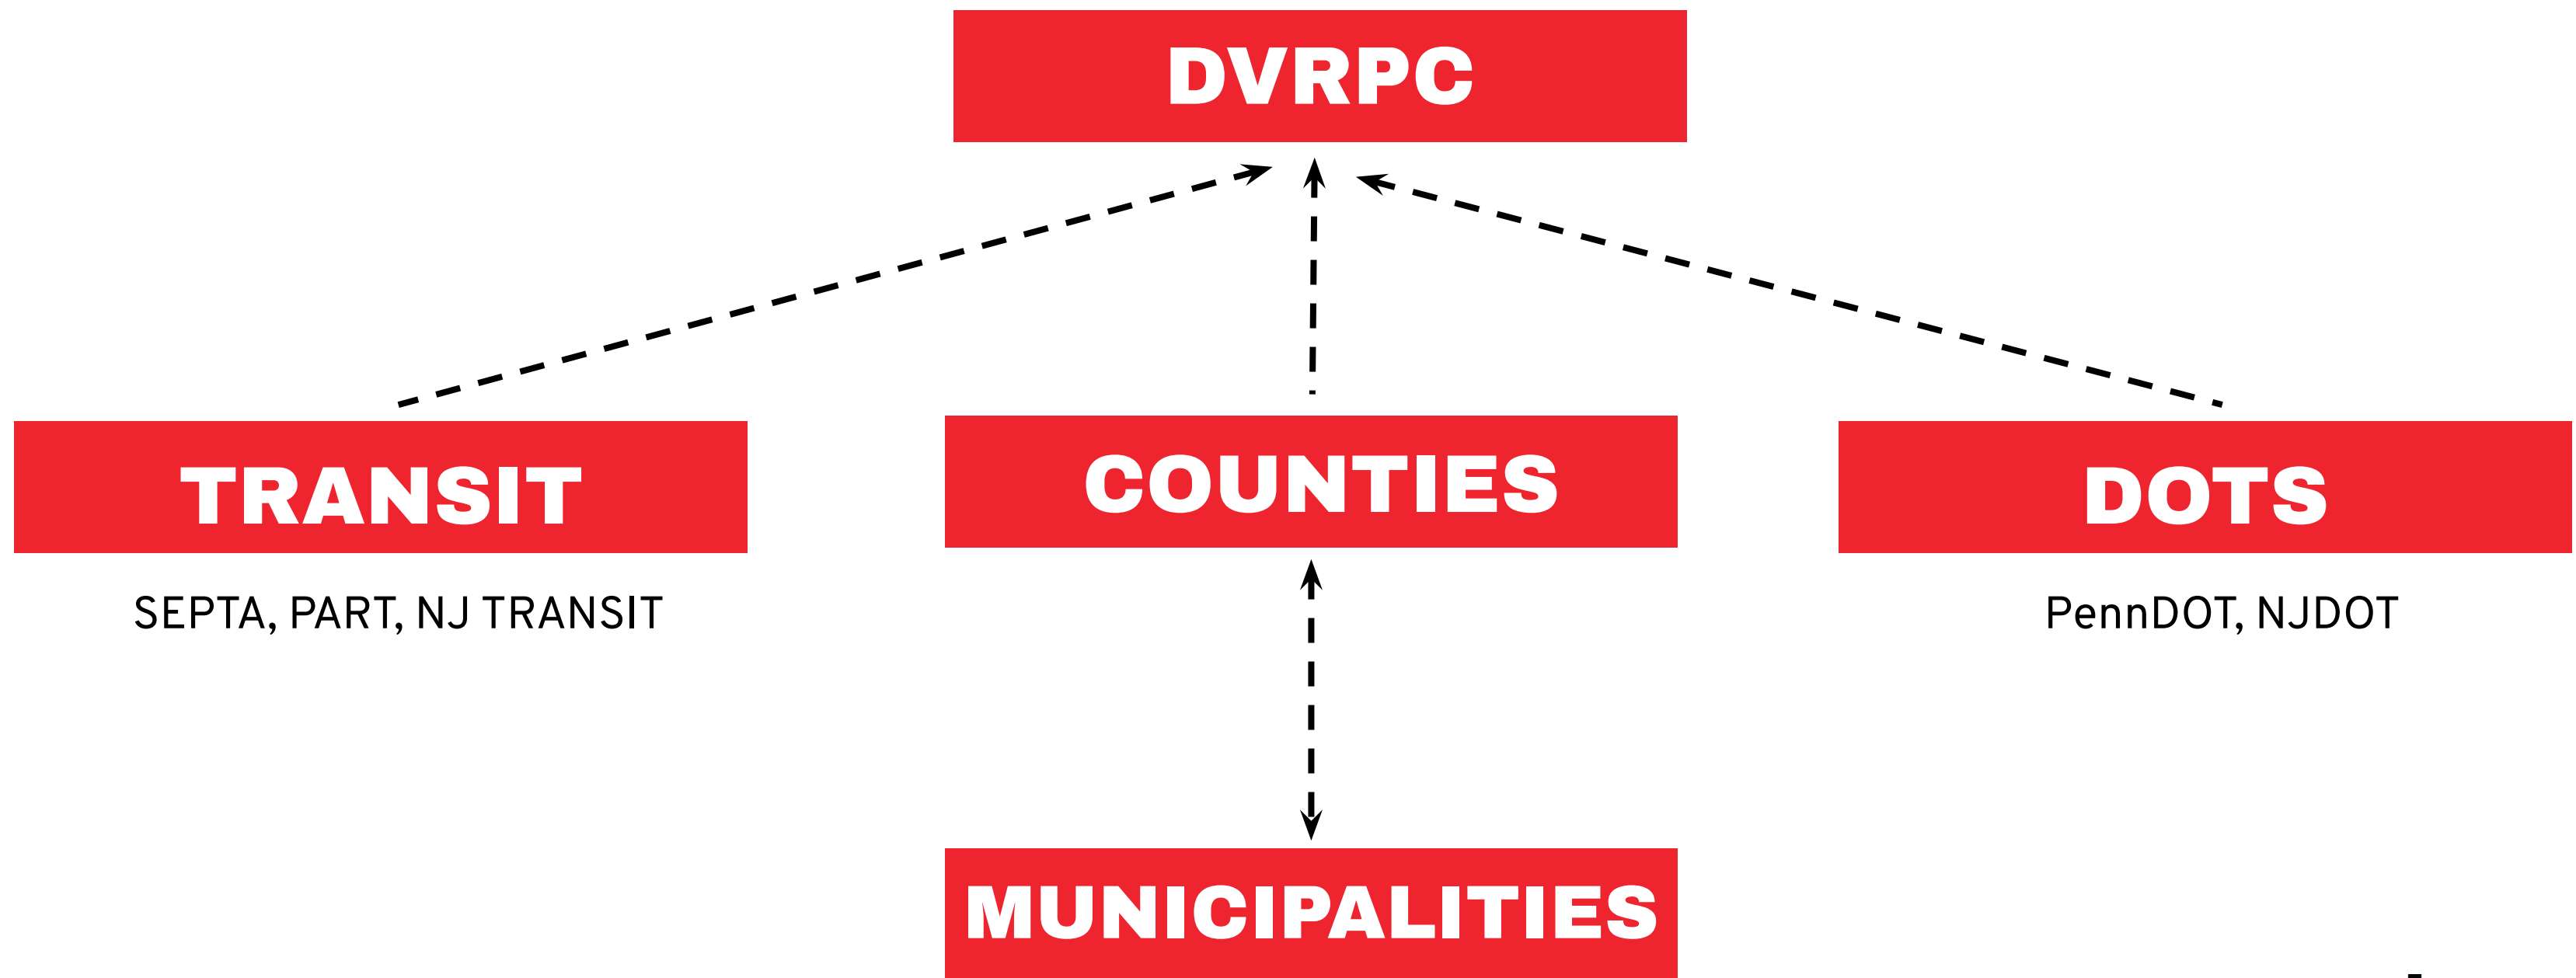 DVRPC
TRANSIT
COUNTIES
DOTS
SEPTA, PART, NJ TRANSIT
PennDOT, NJDOT
MUNICIPALITIES